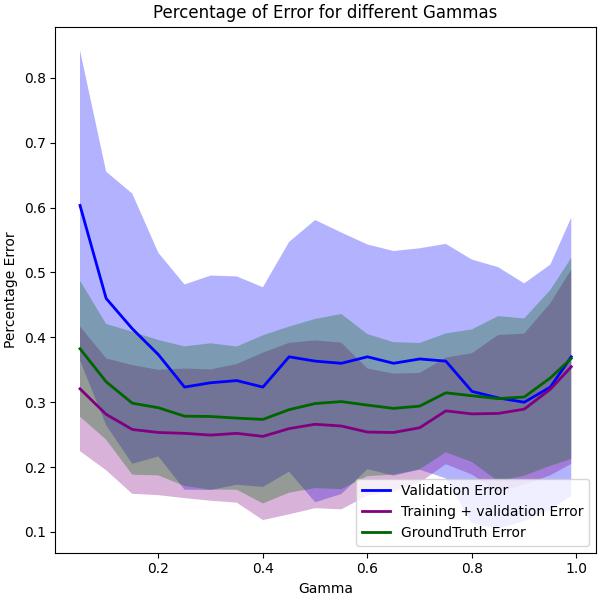 Percentage of Error for different Gammas
Percentage Error
0.8
0.7
0.6
0.5
0.4
0.3
0.2
0.1
Validation Error
Training + validation Error
GroundTruth Error
0.2 0.4 0.6 0.8 1.0
Gamma